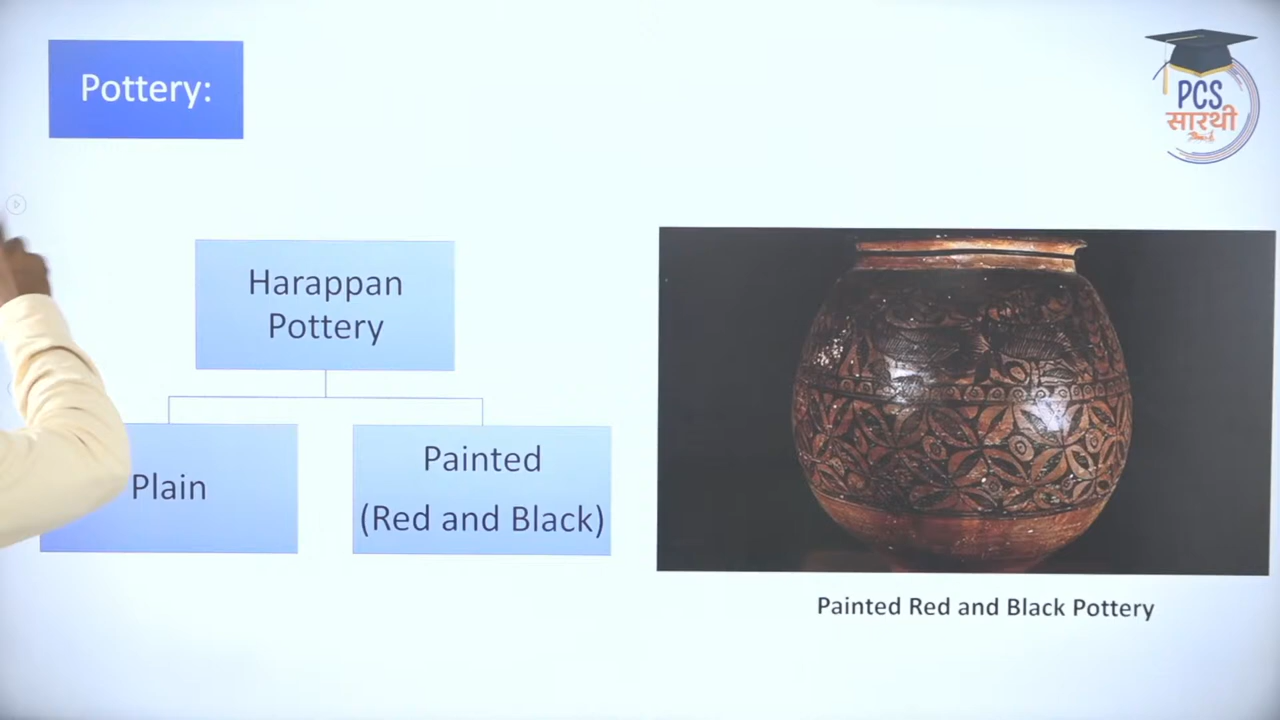 Pottery:
PCS
सारथी
Harappan
Pottery
Plain
Painted
(Red and Black)
Painted Red and Black Pottery